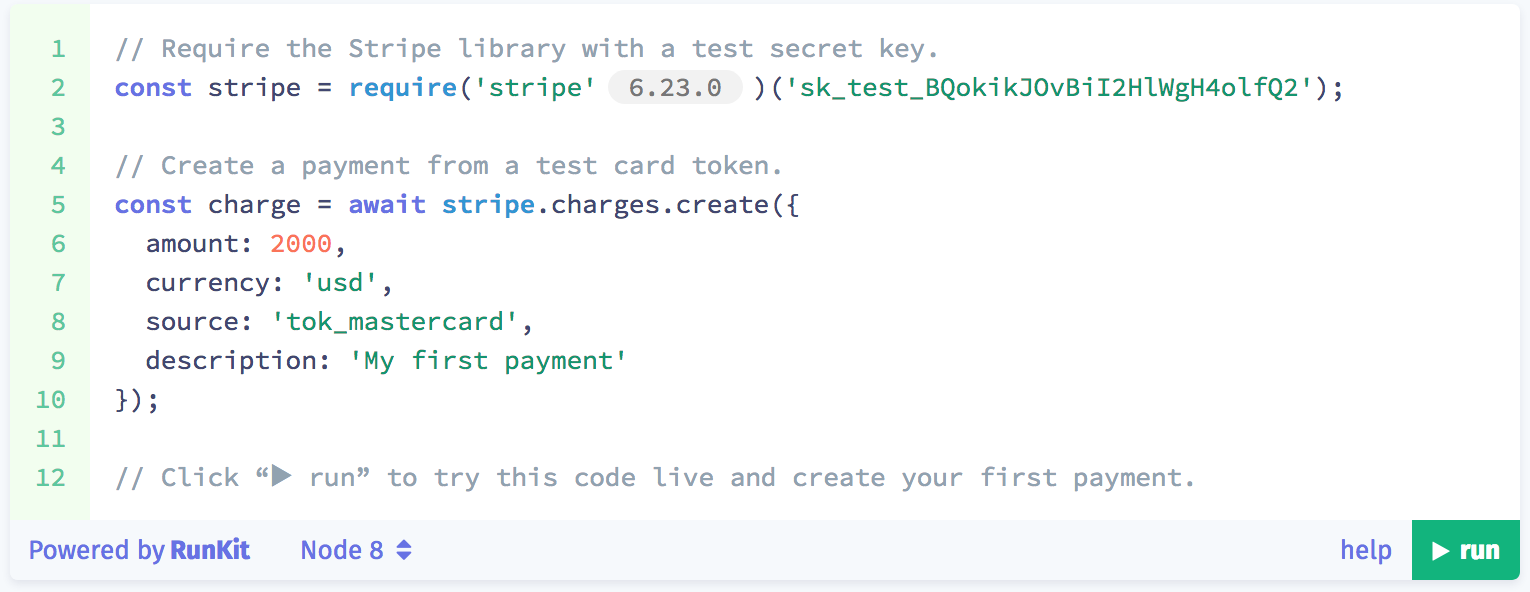 1 // Require the Stripe library with a test secret key.
2 const stripe = require('stripe' 6.23.0 )('sk_test_BQokikJOvBiI2HlWgH4olfQ2');
3
4 // Create a payment from a test card token.
5 const charge = await stripe.charges.create({
6 amount: 2000,
7 currency: 'usd',
8 source: 'tok_mastercard',
9 description: 'My first payment'
10 });
11
12 // Click “▶ run” to try this code live and create your first payment.
Powered by RunKit Node 8 help ▶ run